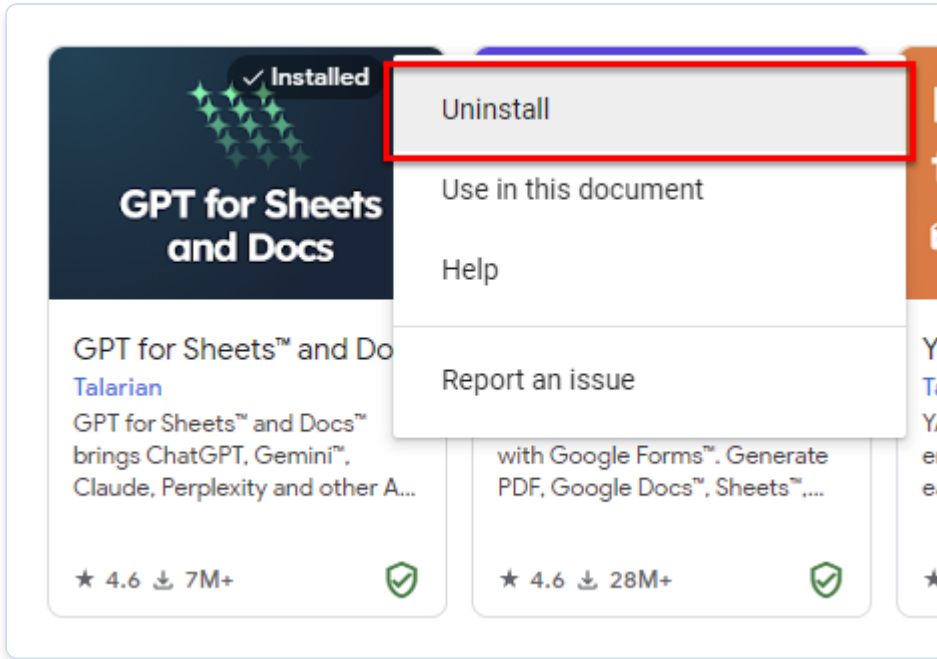 Installed
GPT for Sheets
and Docs
GPT for Sheets™ and Do
Talarian
GPT for Sheets™ and Docs™
brings ChatGPT, Gemini™,
Claude, Perplexity and other A...
★ 4.6 7M+
Uninstall
Use in this document
Help
Report an issue
with Google Forms™. Generate
PDF, Google Docs™, Sheets™,...
★ 4.6 28M+